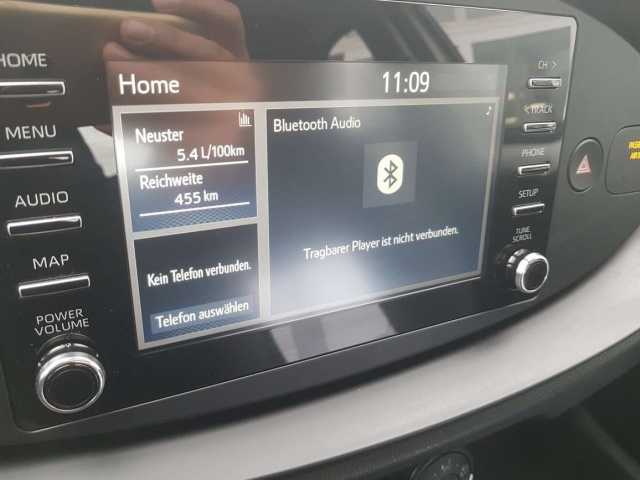 HOME
MENU
AUDIO
MAP
POWER
VOLUME
Home
11:09
Neuster
5.4 L/100km
Reichweite
455 km
Kein Telefon verbunden.
Telefon auswählen
Bluetooth Audio
Tragbarer Player ist nicht verbunden.
CH >
< TRACK
PHONE
SETUP
TUNE
SCROLL